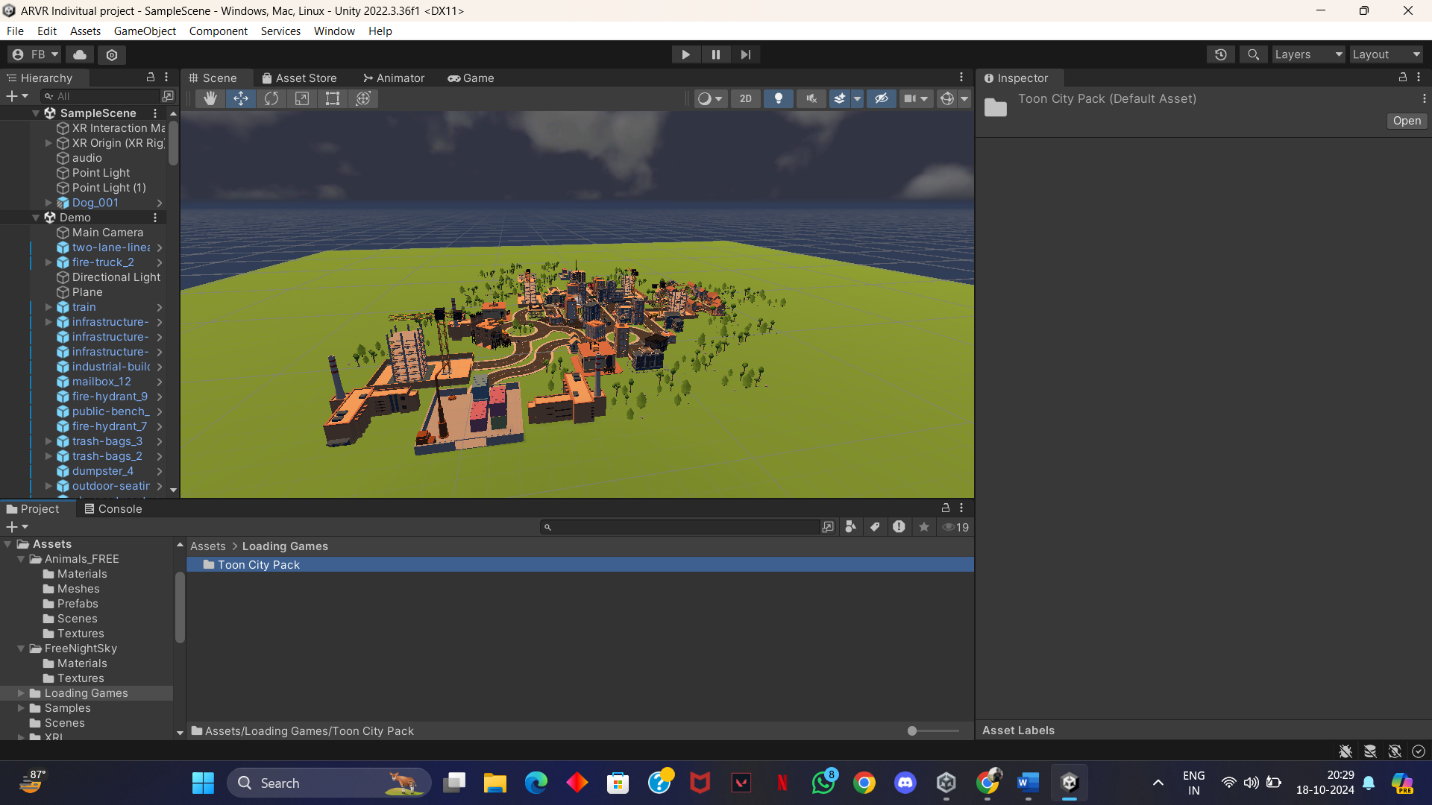 ARVR Indivitual project - SampleScene - Windows, Mac, Linux - Unity 2022.3.36f1 <DX11>
File Edit Assets GameObject Component Services Window Help
FB Layers Layout
Hierarchy
All
SampleScene
XR Interaction Ma
XR Origin (XR Rig)
audio
Point Light
Point Light (1)
Dog_001
Demo
Main Camera
two-lane-linea
fire-truck_2
Directional Light
Plane
train
infrastructure-
infrastructure-
infrastructure-
industrial-build
mailbox_12
fire-hydrant_9
public-bench_
fire-hydrant_7
trash-bags_3
trash-bags_2
dumpster_4
outdoor-seatin
Scene Asset Store Animator Game
2D
Inspector
Toon City Pack (Default Asset)
Open
Project Console
19
Assets
Animals_FREE
Materials
Meshes
Prefabs
Scenes
Textures
FreeNightSky
Materials
Textures
Loading Games
Samples
Scenes
XRI
Assets > Loading Games
Toon City Pack
Assets/Loading Games/Toon City Pack
Asset Labels
87°
Search
8
ENG
IN
20:29
18-10-2024
PRE